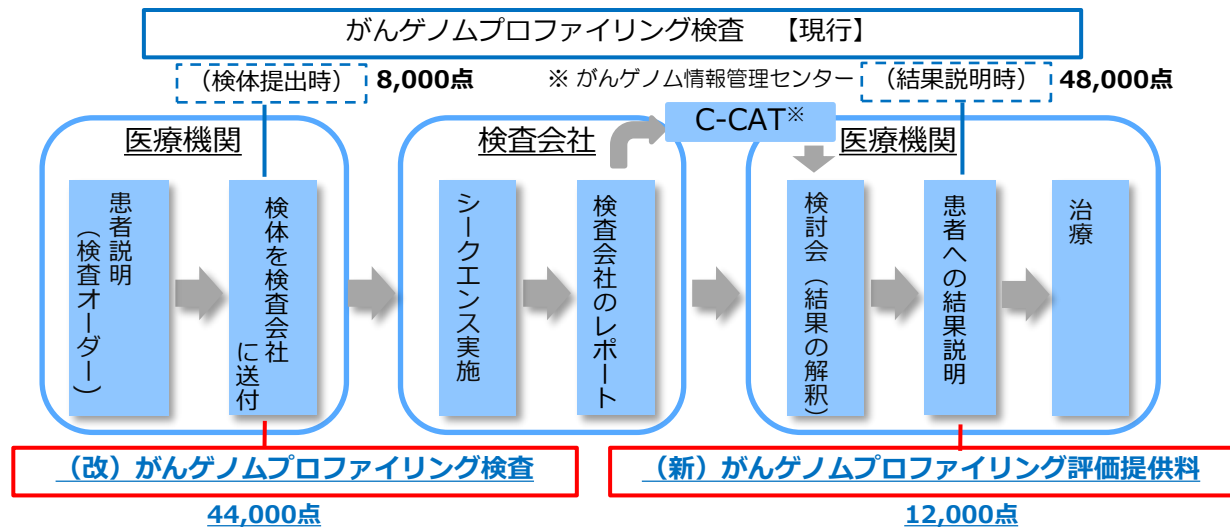 がんゲノムプロファイリング検査 【現行】
（検体提出時）
8,000点
※ がんゲノム情報管理センター
（結果説明時）
48,000点
医療機関
検査会社
C-CAT※
医療機関
患者説明
（検査オーダー）
検体を検査会社
に送付
シークエンス実施
検査会社のレポート
検討会（結果の解釈）
患者への結果説明
治療
（改）がんゲノムプロファイリング検査
44,000点
（新）がんゲノムプロファイリング評価提供料
12,000点